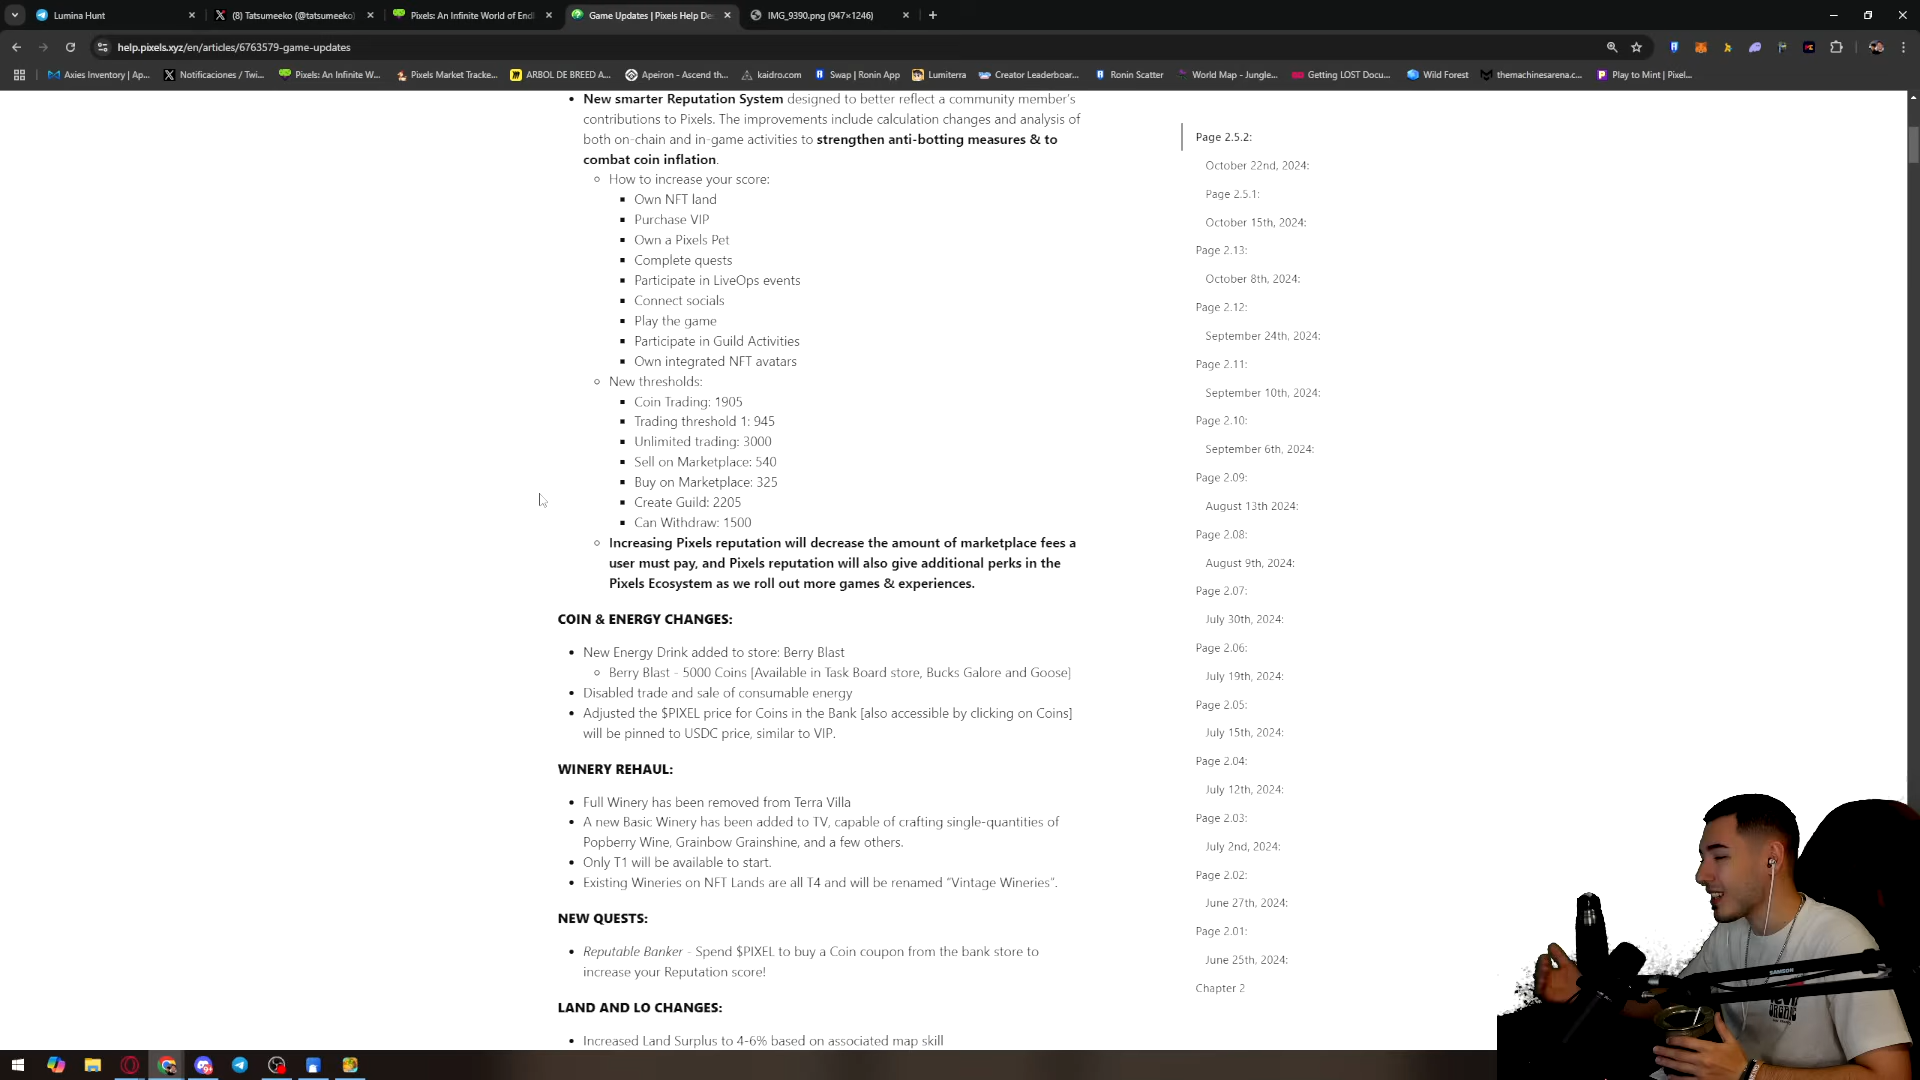 Lumina Hunt
(8) Tatsumeeko (@tatsumeeko)
Pixels: An Infinite World of Endl
Game Updates | Pixels Help De
IMG_9390.png (947×1246)
help.pixels.xyz/en/articles/6763579-game-updates
Axies Inventory | Ap...
Notificaciones / Twi...
Pixels: An Infinite W...
Pixels Market Tracke...
ARBOL DE BREED A...
Apeiron - Ascend th...
kaidro.com
Swap | Ronin App
Lumiterra
Creator Leaderboar...
Ronin Scatter
World Map - Jungle...
Getting LOST Docu...
Wild Forest
themachinesarena.c...
Play to Mint | Pixel...
New smarter Reputation System designed to better reflect a community member's
contributions to Pixels. The improvements include calculation changes and analysis of
both on-chain and in-game activities to strengthen anti-botting measures & to
combat coin inflation.
How to increase your score:
Own NFT land
Purchase VIP
Own a Pixels Pet
Complete quests
Participate in LiveOps events
Connect socials
Play the game
Participate in Guild Activities
Own integrated NFT avatars
New thresholds:
Coin Trading: 1905
Trading threshold 1: 945
Unlimited trading: 3000
Sell on Marketplace: 540
Buy on Marketplace: 325
Create Guild: 2205
Can Withdraw: 1500
Increasing Pixels reputation will decrease the amount of marketplace fees a
user must pay, and Pixels reputation will also give additional perks in the
Pixels Ecosystem as we roll out more games & experiences.
COIN & ENERGY CHANGES:
New Energy Drink added to store: Berry Blast
Berry Blast - 5000 Coins [Available in Task Board store, Bucks Galore and Goose]
Disabled trade and sale of consumable energy
Adjusted the $PIXEL price for Coins in the Bank [also accessible by clicking on Coins]
will be pinned to USDC price, similar to VIP.
WINERY REHAUL:
Full Winery has been removed from Terra Villa
A new Basic Winery has been added to TV, capable of crafting single-quantities of
Popberry Wine, Grainbow Grainshine, and a few others.
Only T1 will be available to start.
Existing Wineries on NFT Lands are all T4 and will be renamed “Vintage Wineries”.
NEW QUESTS:
Reputable Banker - Spend $PIXEL to buy a Coin coupon from the bank store to
increase your Reputation score!
LAND AND LO CHANGES:
Increased Land Surplus to 4-6% based on associated map skill
Page 2.5.2:
October 22nd, 2024:
Page 2.5.1:
October 15th, 2024:
Page 2.13:
October 8th, 2024:
Page 2.12:
September 24th, 2024:
Page 2.11:
September 10th, 2024:
Page 2.10:
September 6th, 2024:
Page 2.09:
August 13th 2024:
Page 2.08:
August 9th, 2024:
Page 2.07:
July 30th, 2024:
Page 2.06:
July 19th, 2024:
Page 2.05:
July 15th, 2024:
Page 2.04:
July 12th, 2024:
Page 2.03:
July 2nd, 2024:
Page 2.02:
June 27th, 2024:
Page 2.01:
June 25th, 2024:
Chapter 2
SAMSON
ORGANIC